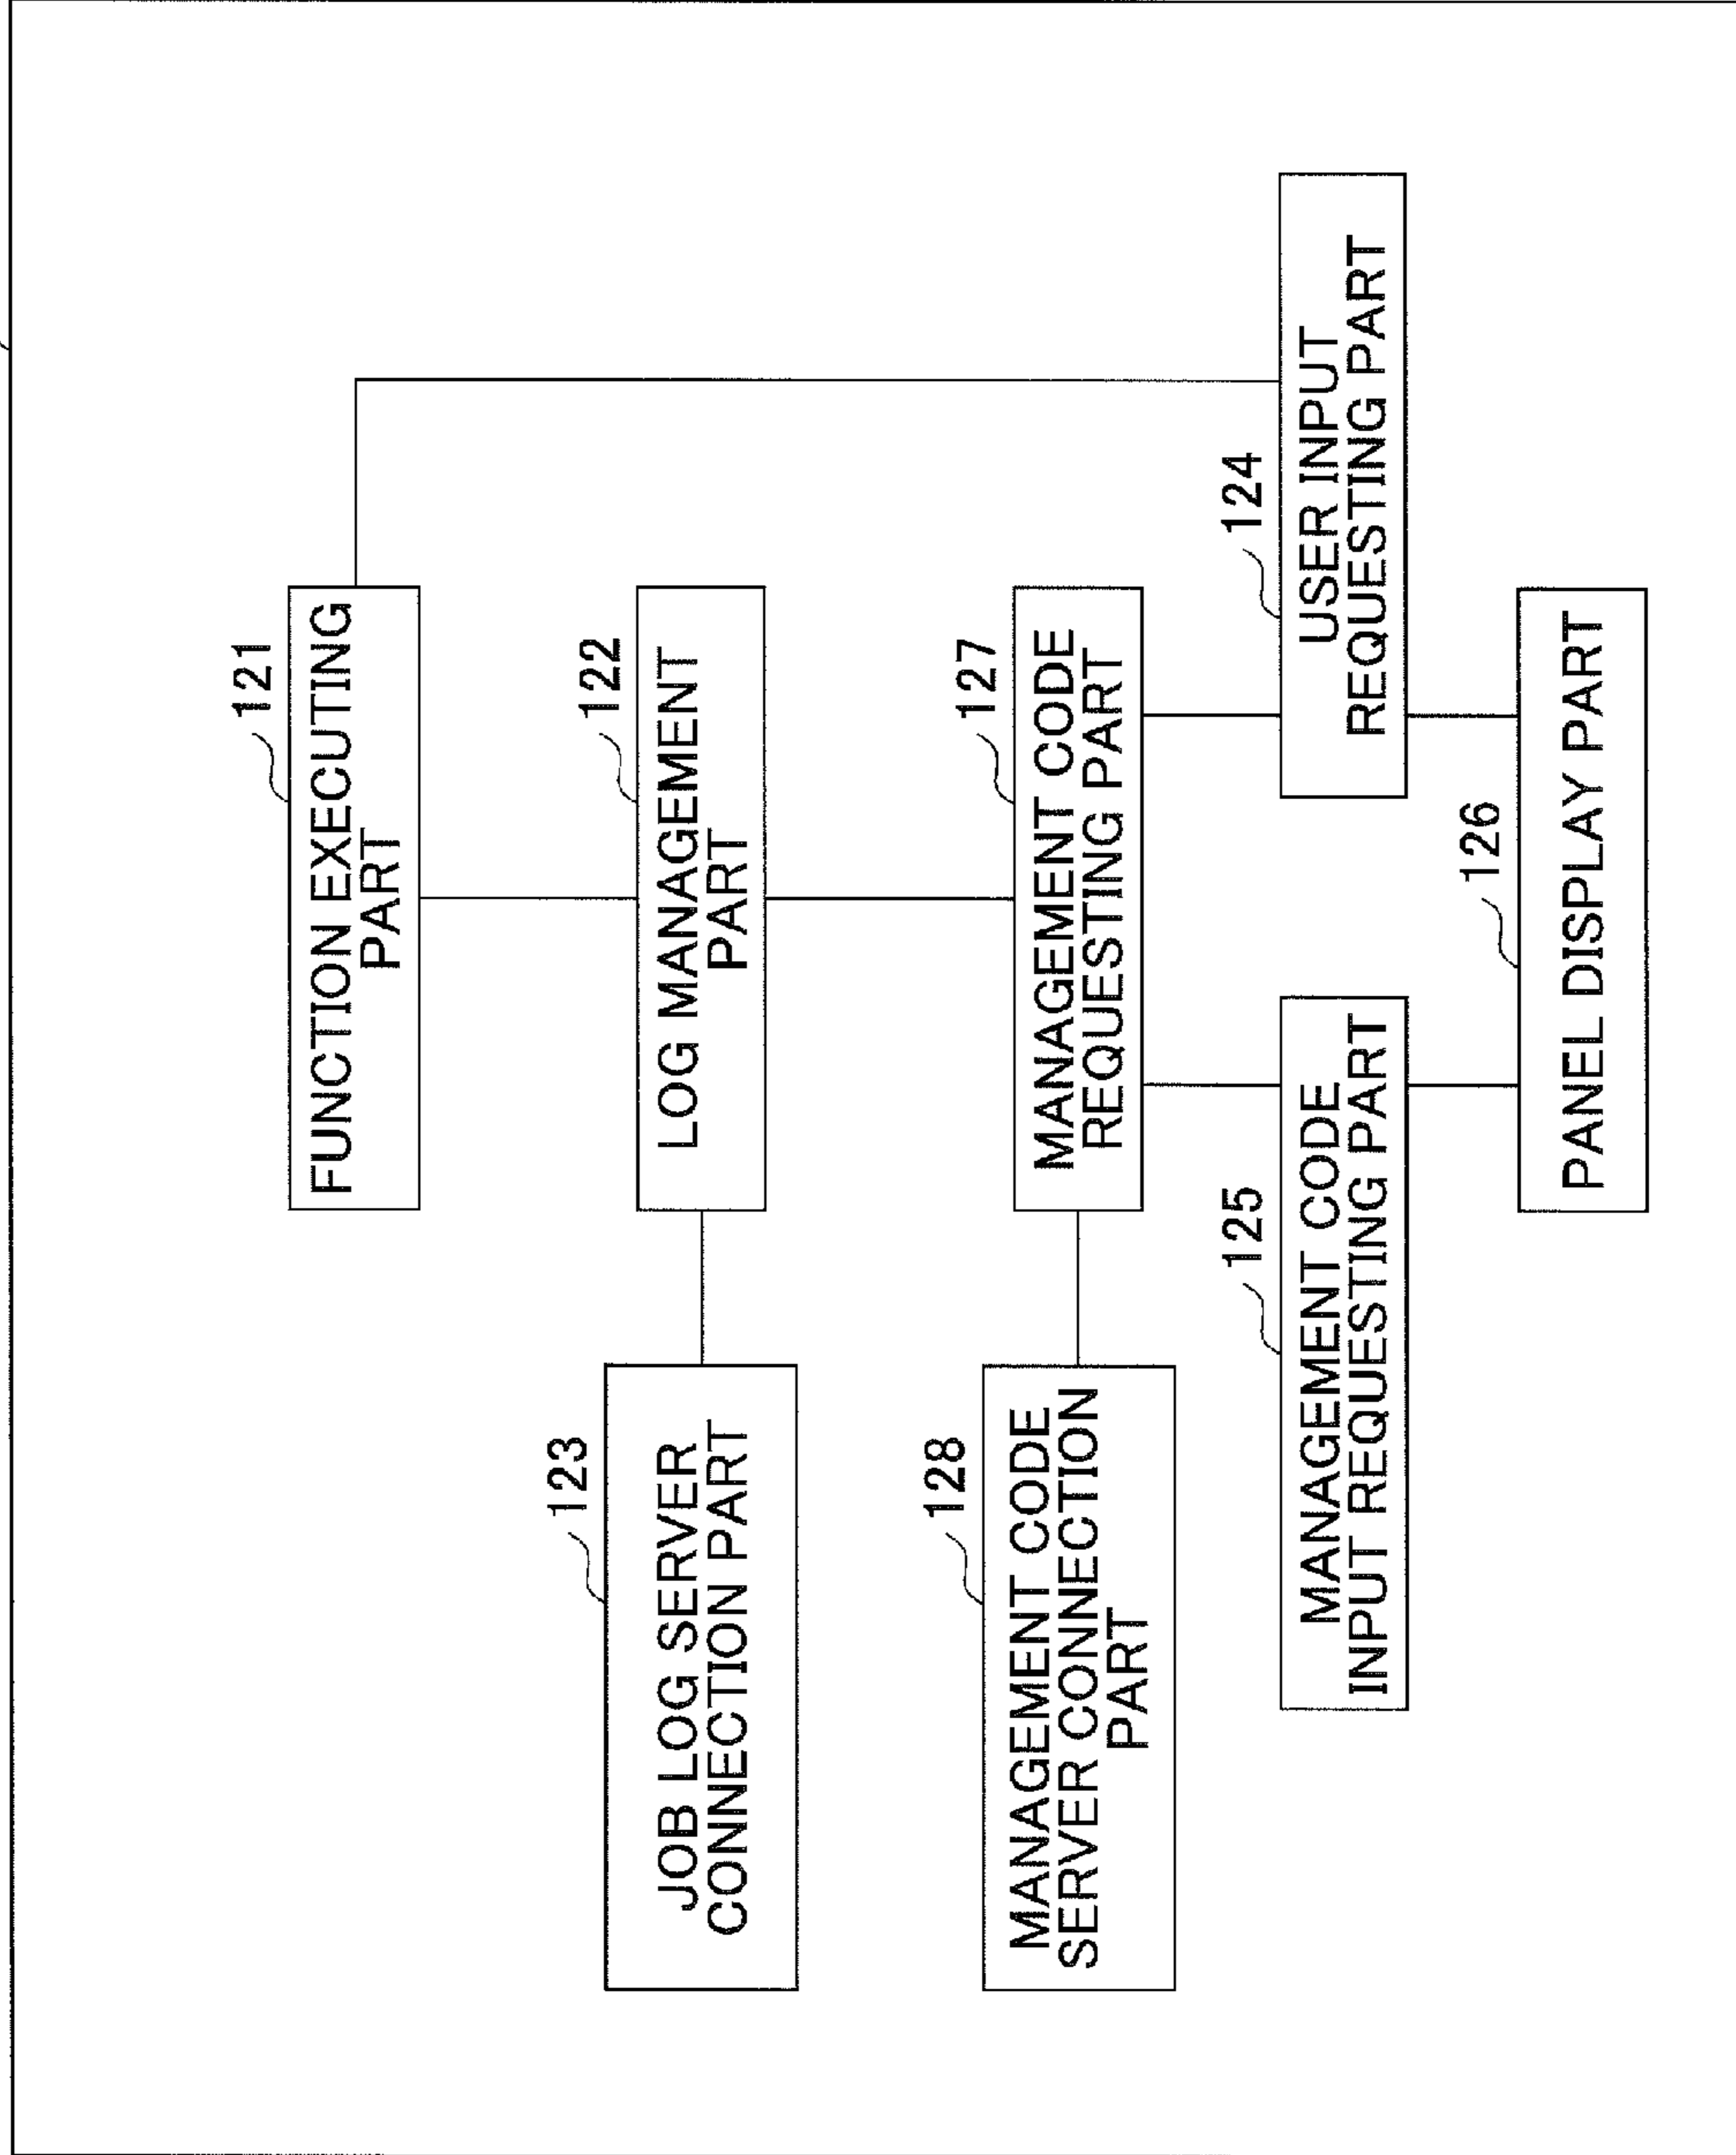 121
FUNCTION EXECUTING
PART
122
LOG MANAGEMENT
PART
123
JOB LOG SERVER
CONNECTION PART
127
MANAGEMENT CODE
REQUESTING PART
128
MANAGEMENT CODE
SERVER CONNECTION
PART
124
USER INPUT
REQUESTING PART
125
MANAGEMENT CODE
INPUT REQUESTING PART
126
PANEL DISPLAY PART